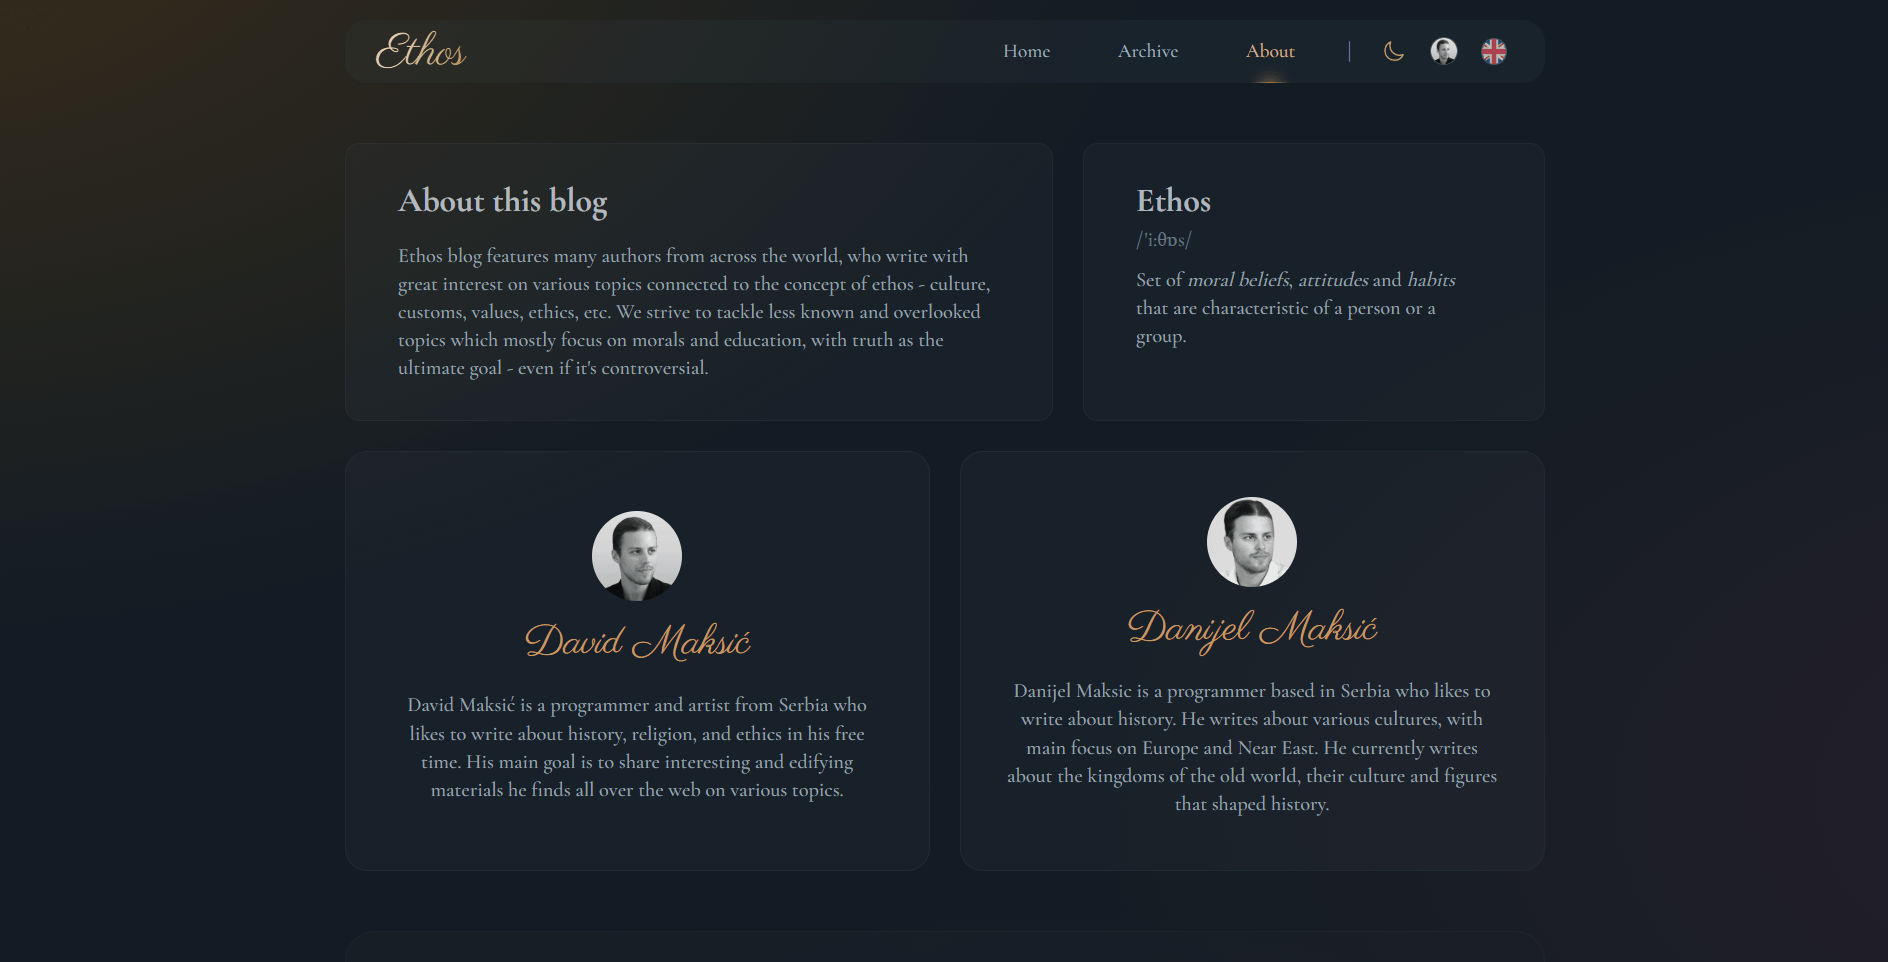 Ethos
Home
Archive
About
About this blog
Ethos blog features many authors from across the world, who write with
great interest on various topics connected to the concept of ethos - culture,
customs, values, ethics, etc. We strive to tackle less known and overlooked
topics which mostly focus on morals and education, with truth as the
ultimate goal - even if it's controversial.
Ethos
/ˈi:θɒs/
Set of moral beliefs, attitudes and habits
that are characteristic of a person or a
group.
David Maksić
David Maksić is a programmer and artist from Serbia who
likes to write about history, religion, and ethics in his free
time. His main goal is to share interesting and edifying
materials he finds all over the web on various topics.
Danijel Maksić
Danijel Maksic is a programmer based in Serbia who likes to
write about history. He writes about various cultures, with
main focus on Europe and Near East. He currently writes
about the kingdoms of the old world, their culture and figures
that shaped history.